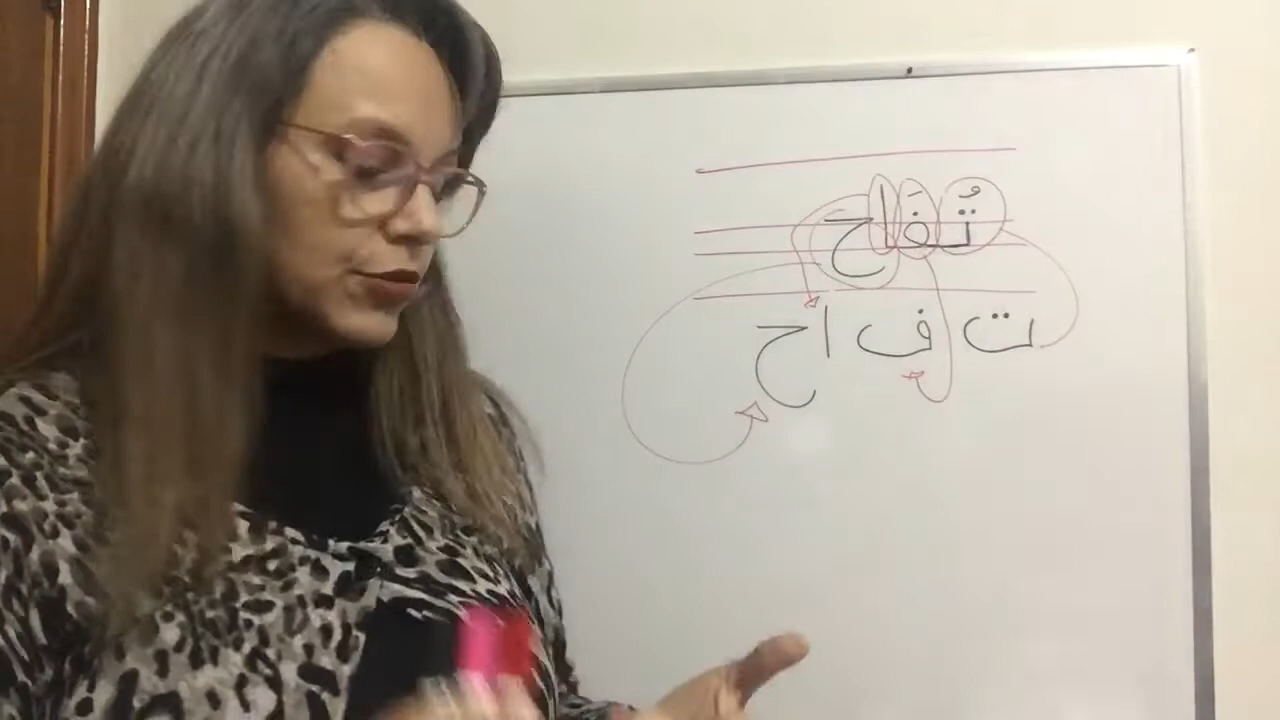 تُفَاح
ت ف ا ح